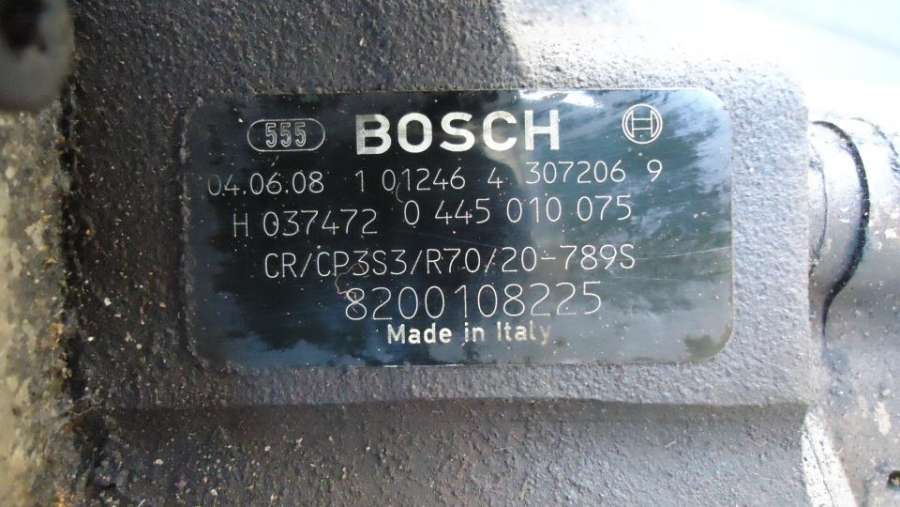 555 BOSCH H
04.06.08 1 01246 4 307206 9
H 037472 0 445 010 075
CR/CP3S3/R70/20-789S
8200108225
Made in Italy